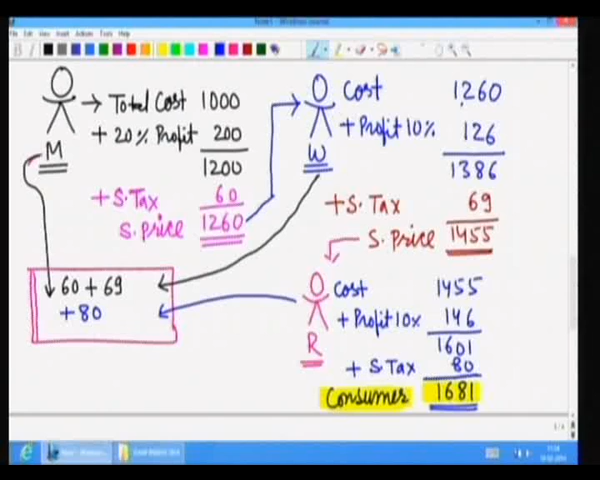 Total Cost 1000
+ 20% Profit 200
1200
+ S.Tax 60
S.Price 1260
M
Cost 1260
+ Profit 10% 126
1386
+ S. Tax 69
S. Price 1455
W
60 + 69
+ 80
Cost 1455
+ Profit 10% 146
1601
+ S Tax 80
Consumer 1681
R